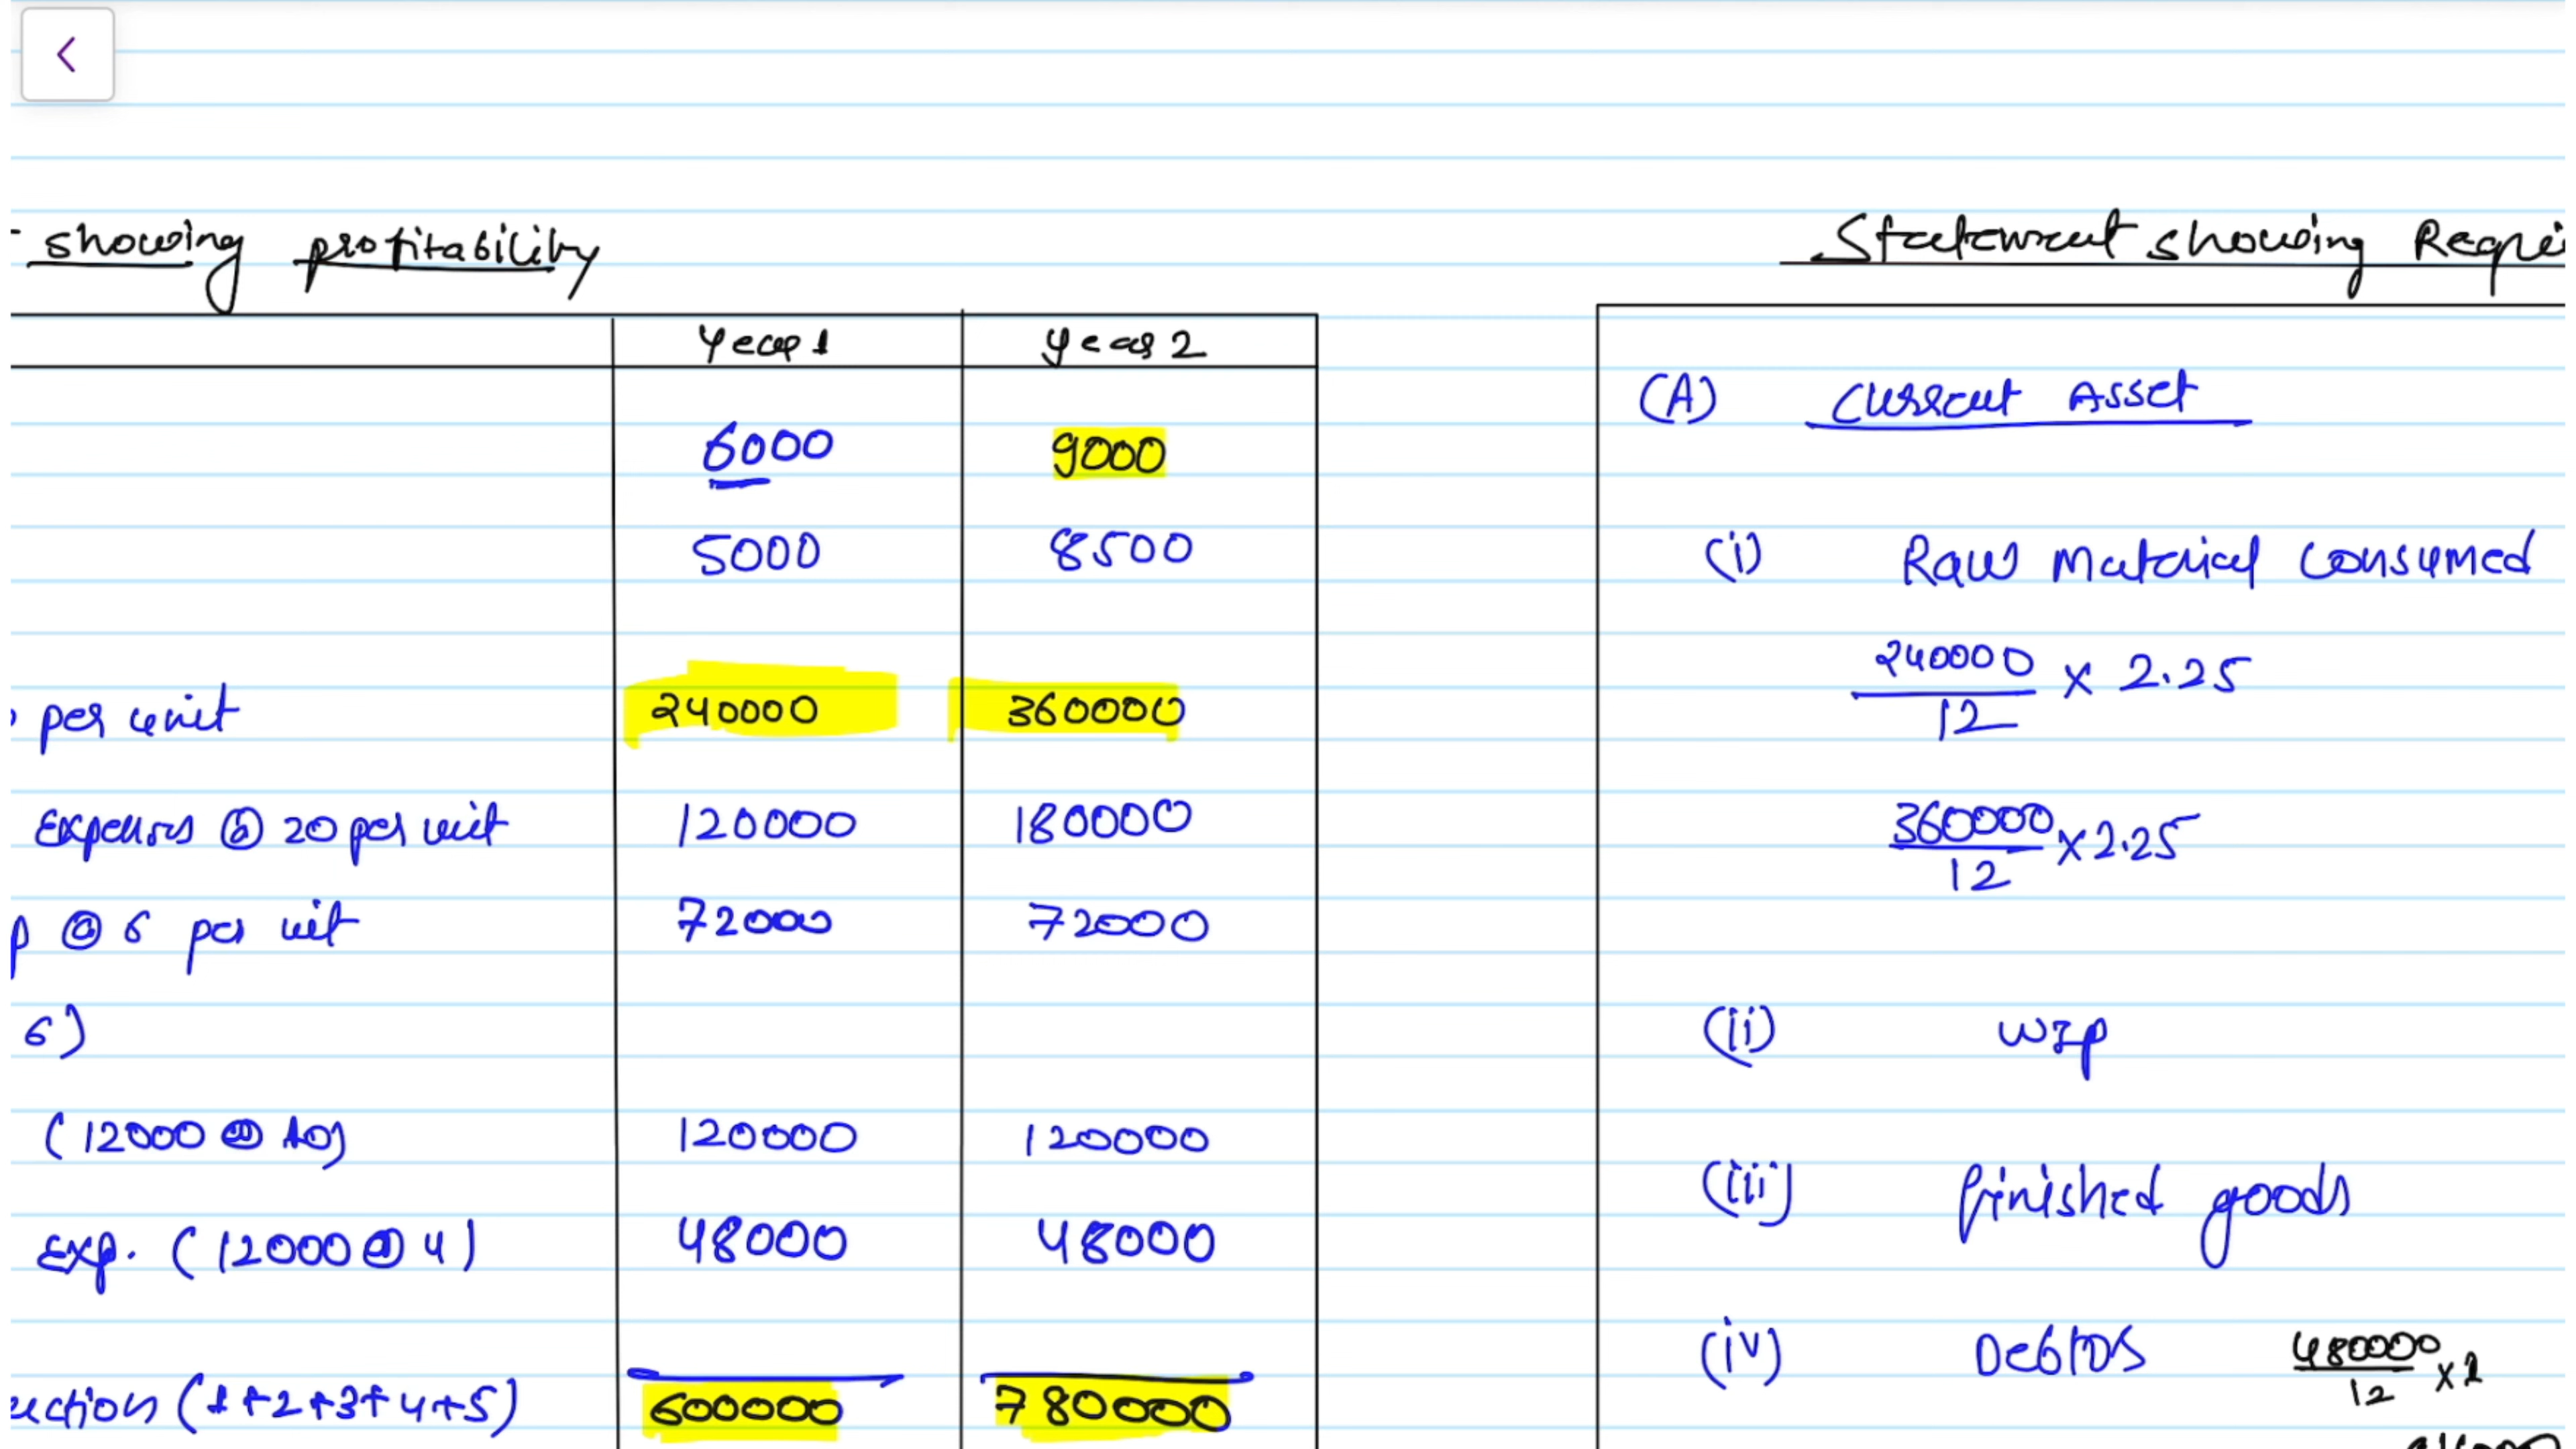 showing profitability
Year 1 Year 2
6000 9000
5000 8500
per unit 240000 360000
Expenses @ 20 per unit 120000 180000
@ 6 per uit 72000 72000
6)
(12000 @ 10) 120000 120000
Exp. (12000 @ 4) 48000 48000
uction (1+2+3+4+5) 600000 780000
Statement showing Requi
(A) Current Asset
(i) Raw Material Consumed
240000/12 × 2.25
360000/12 × 2.25
(ii) WIP
(iii) finished goods
(iv) Debtors 480000/12 ×